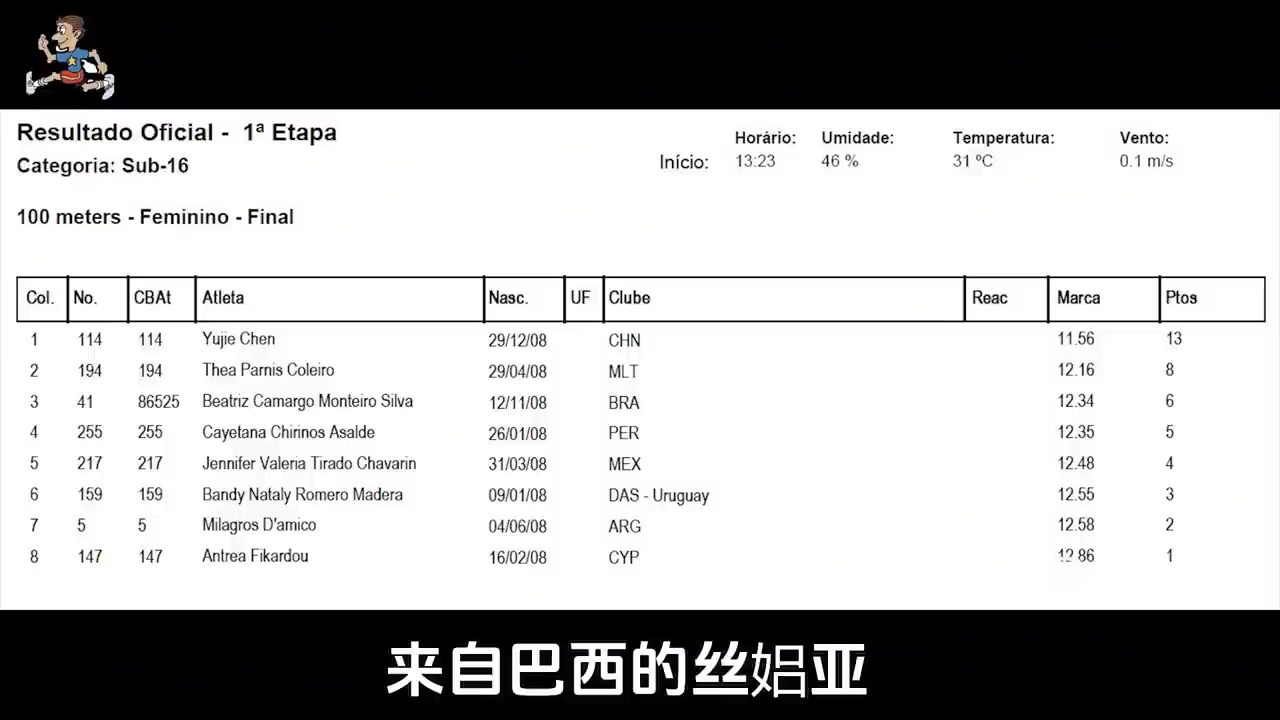 Resultado Oficial - 1ª Etapa
Categoria: Sub-16
Horário: Umidade: Temperatura: Vento:
Início: 13:23 46 % 31 ºC 0.1 m/s
100 meters - Feminino - Final
Col. No. CBAt Atleta Nasc. UF Clube Reac Marca Ptos
1 114 114 Yujie Chen 29/12/08 CHN 11.56 13
2 194 194 Thea Parnis Coleiro 29/04/08 MLT 12.16 8
3 41 86525 Beatriz Camargo Monteiro Silva 12/11/08 BRA 12.34 6
4 255 255 Cayetana Chirinos Asalde 26/01/08 PER 12.35 5
5 217 217 Jennifer Valeria Tirado Chavarin 31/03/08 MEX 12.48 4
6 159 159 Bandy Nataly Romero Madera 09/01/08 DAS - Uruguay 12.55 3
7 5 5 Milagros D'amico 04/06/08 ARG 12.58 2
8 147 147 Antrea Fikardou 16/02/08 CYP 12.86 1
来自巴西的丝娼亚